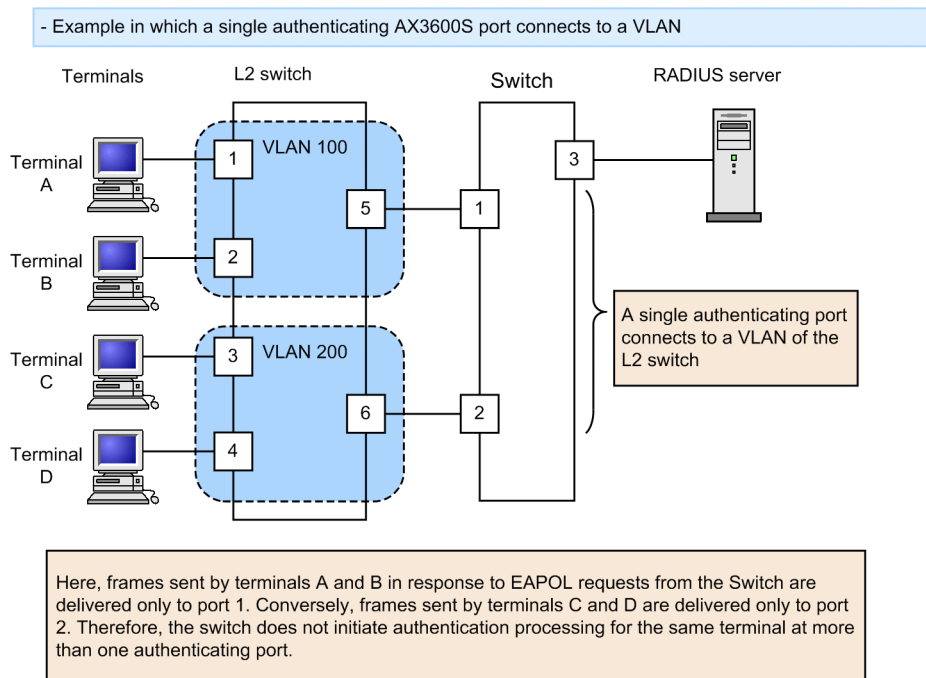 - Example in which a single authenticating AX3600S port connects to a VLAN
Terminals
L2 switch
Switch
RADIUS server
Terminal
A
1
VLAN 100
3
5
1
Terminal
B
2
A single authenticating port
connects to a VLAN of the
L2 switch
Terminal
C
3
VLAN 200
6
2
Terminal
D
4
Here, frames sent by terminals A and B in response to EAPOL requests from the Switch are
delivered only to port 1. Conversely, frames sent by terminals C and D are delivered only to port
2. Therefore, the switch does not initiate authentication processing for the same terminal at more
than one authenticating port.